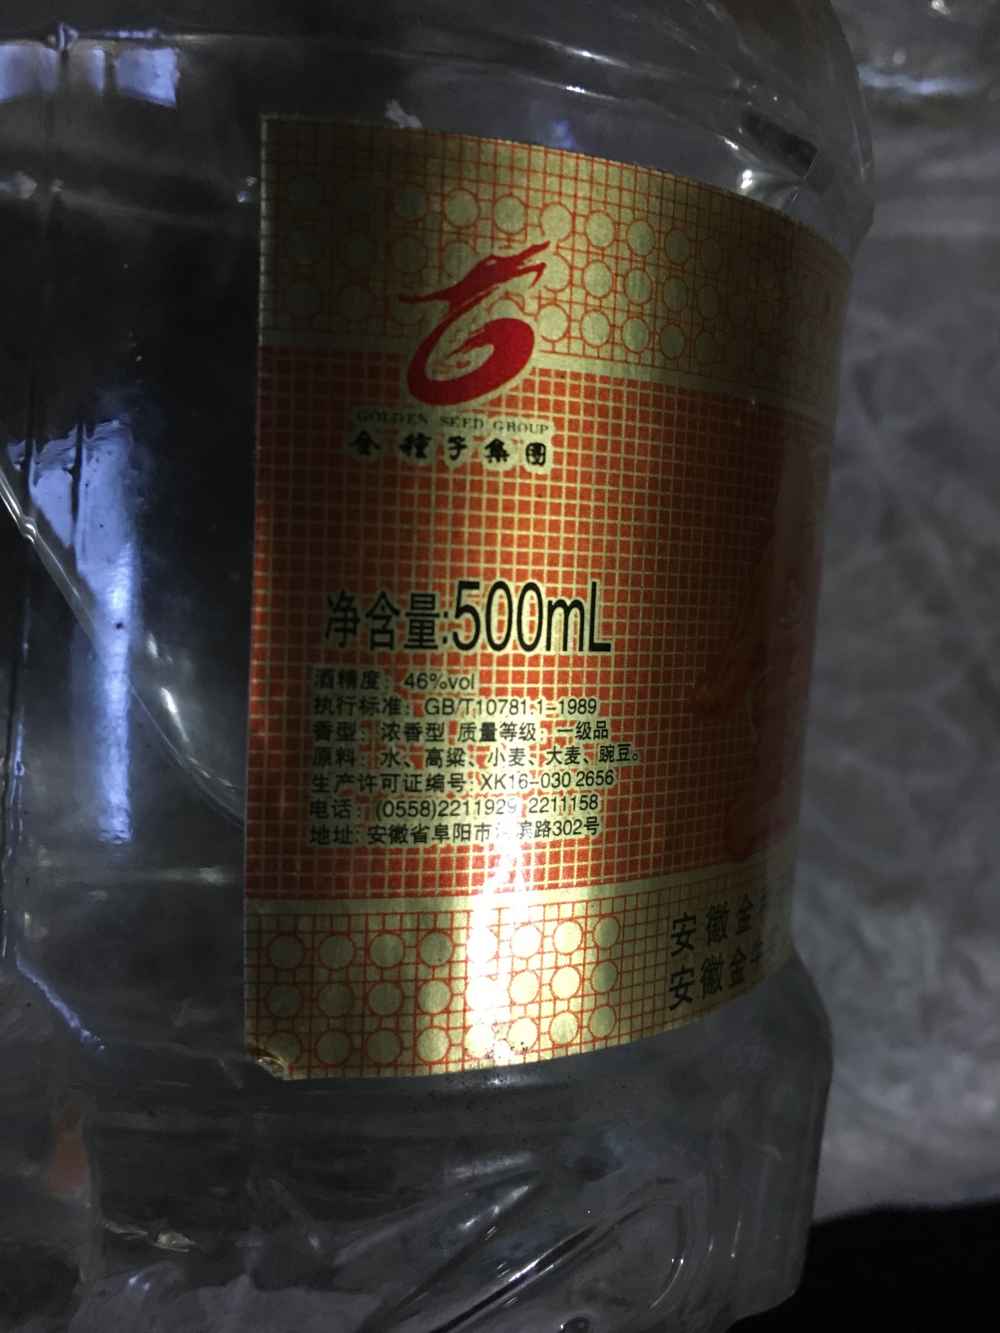 GOLDEN SEED GROUP
金種子集團
净含量:500mL
酒精度: 46%vol
执行标准: GB/T10781.1-1989
香型: 浓香型 质量等级: 一级品
原料: 水、高粱、小麦、大麦、豌豆。
生产许可证编号: XK16-030 2656
电话: (0558)2211929 2211158
地址: 安徽省阜阳市河滨路302号
安徽金
安徽金牛